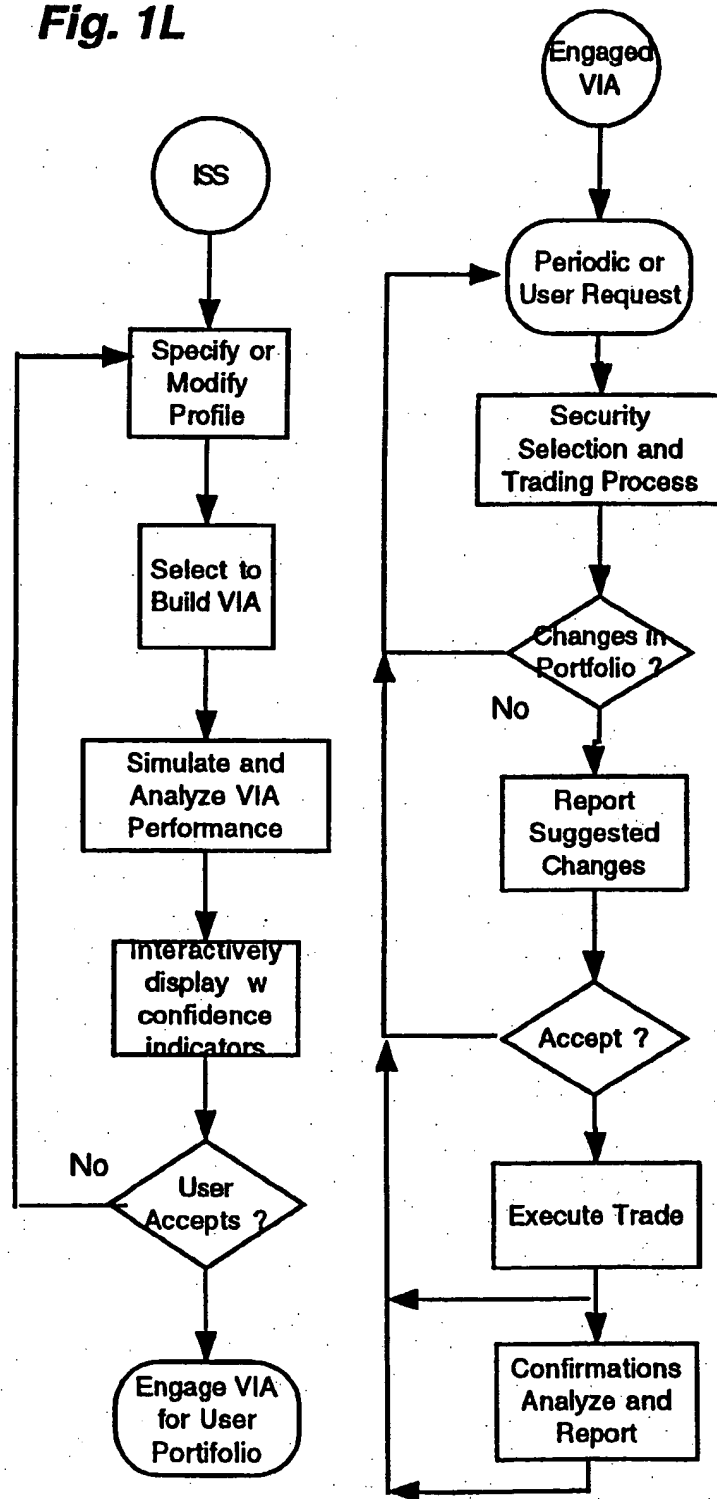 Fig. 1L
ISS
Specify or
Modify
Profile
Select to
Build VIA
Simulate and
Analyze VIA
Performance
Interactively
display w
confidence
indicators
No
User
Accepts ?
Engage VIA
for User
Portifolio
Engaged
VIA
Periodic or
User Request
Security
Selection and
Trading Process
Changes in
Portfolio ?
No
Report
Suggested
Changes
Accept ?
Execute Trade
Confirmations
Analyze and
Report